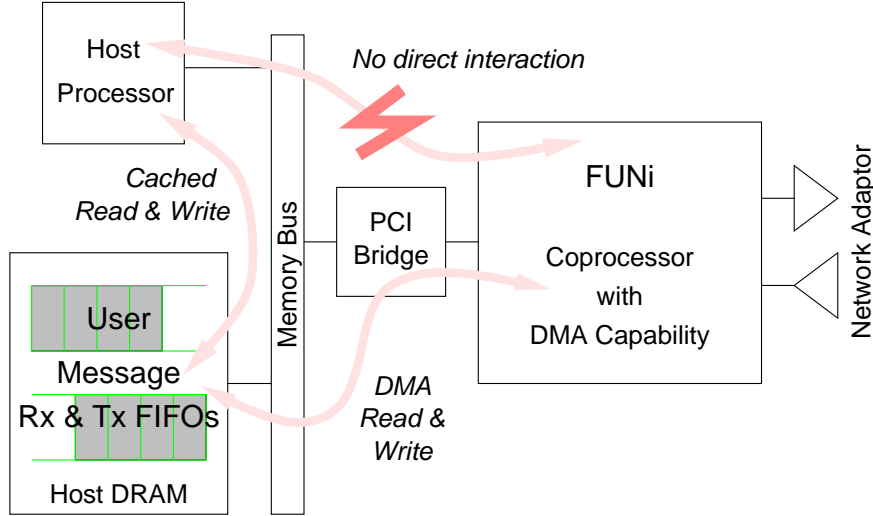 Host
Processor
No direct interaction
Cached
Read & Write
Memory Bus
PCI
Bridge
FUNi
Coprocessor
with
DMA Capability
Network Adaptor
User
Message
Rx & Tx FIFOs
Host DRAM
DMA
Read &
Write